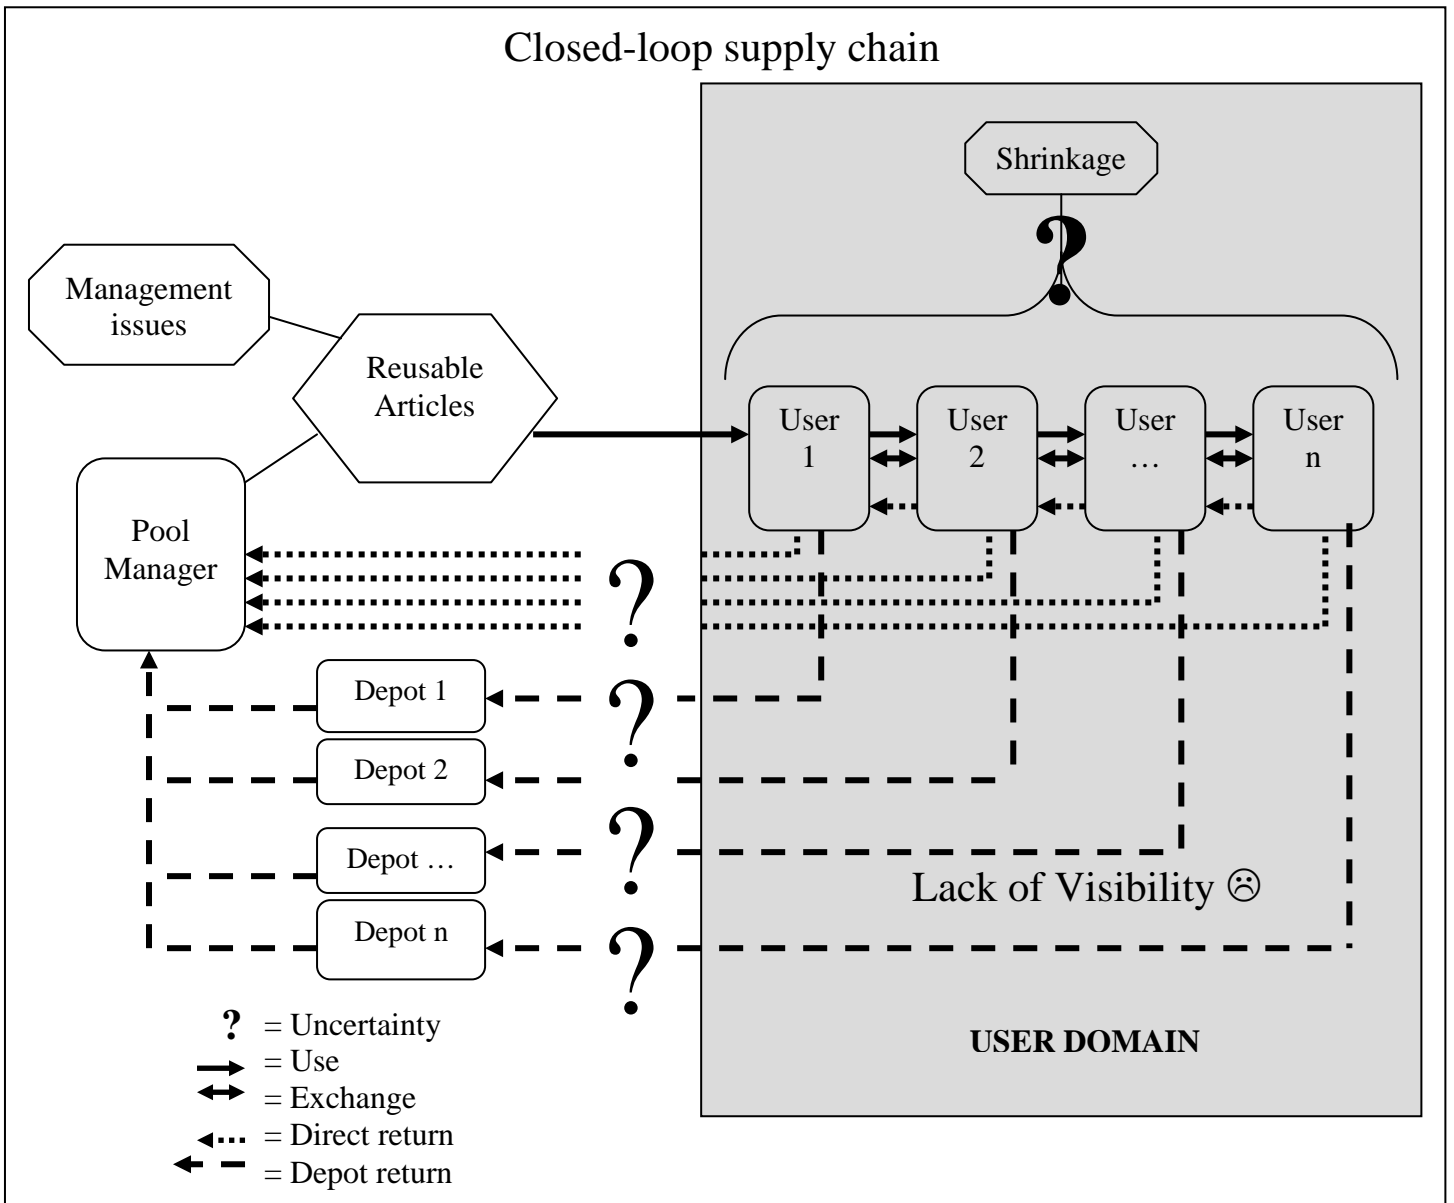 Closed-loop supply chain
Shrinkage
?
Management
issues
Reusable
Articles
User
1
User
2
User
…
User
n
Pool
Manager
?
Depot 1
?
Depot 2
?
Depot …
Lack of Visibility ☹
Depot n
?
? = Uncertainty
= Use
= Exchange
= Direct return
= Depot return
USER DOMAIN